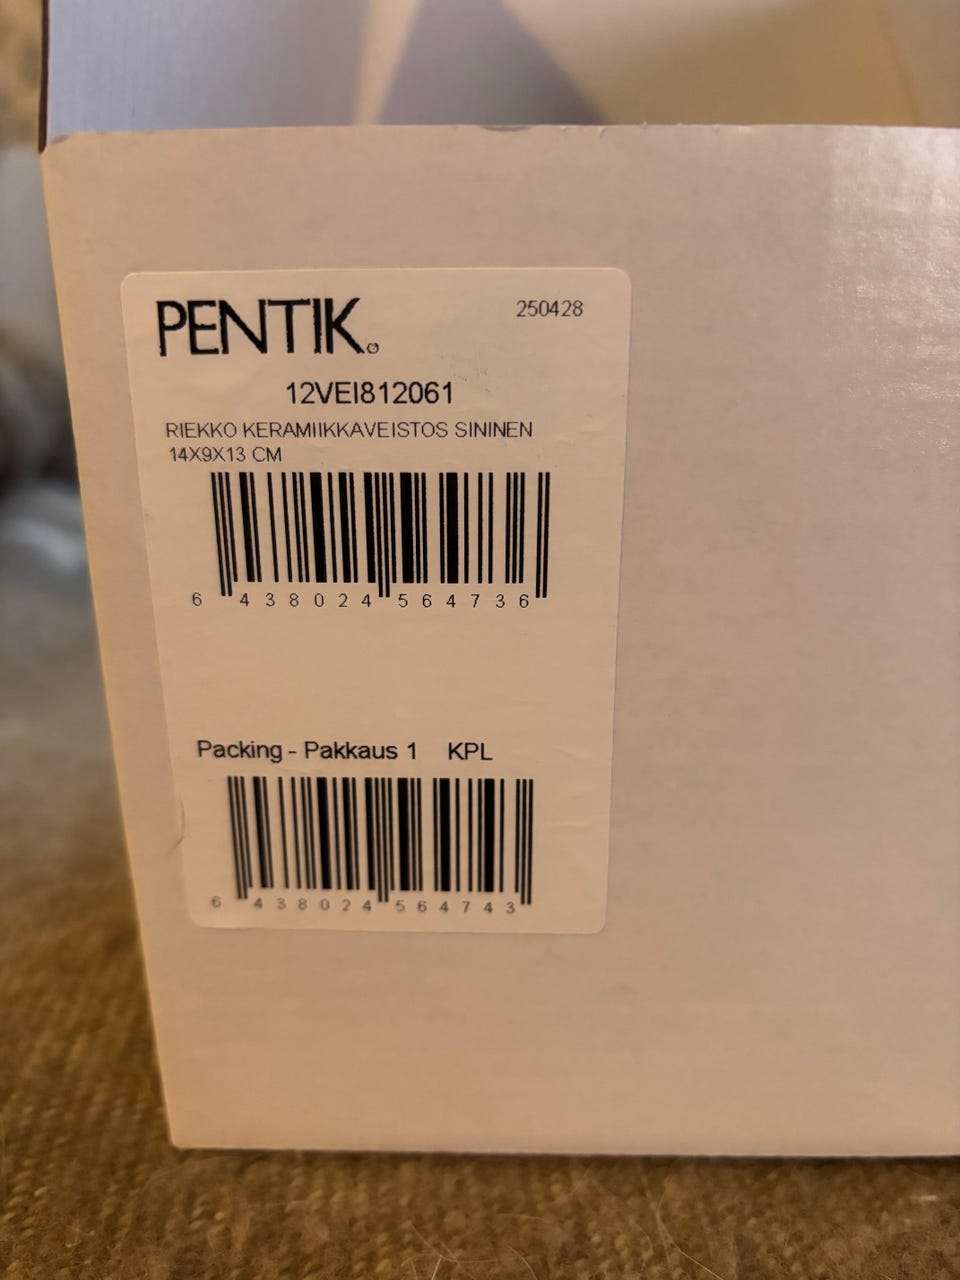 PENTIK®
250428
12VEI812061
RIEKKO KERAMIIKKAVEISTOS SININEN
14X9X13 CM
6 438024 564736
Packing - Pakkaus 1 KPL
6 438024 564743